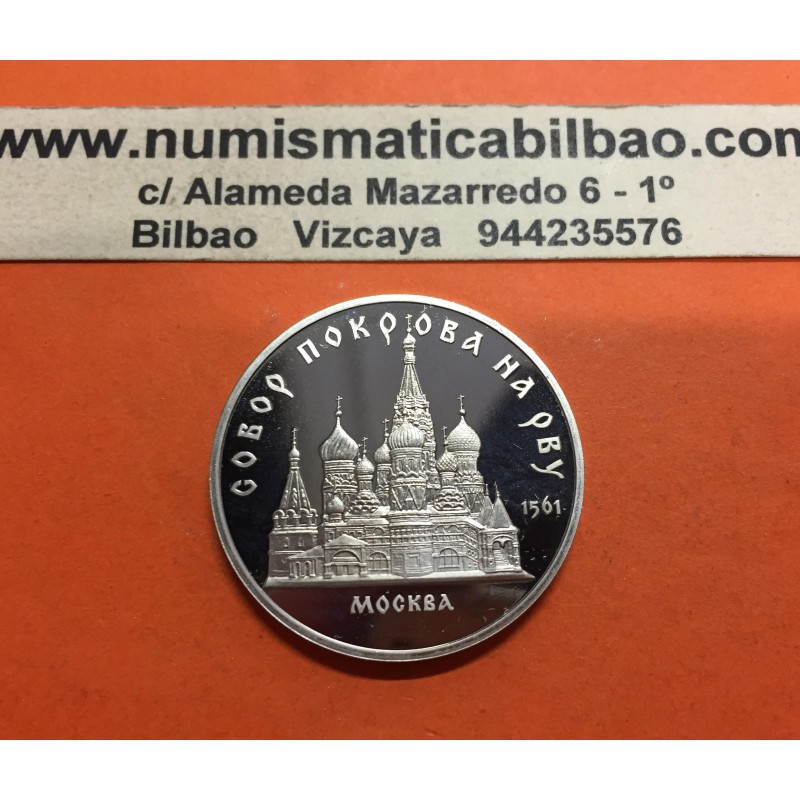 www.numismaticabilbao.com
c/ Alameda Mazarredo 6 - 1º
Bilbao Vizcaya 944235576
СОБОР ПОКРОВА НА РВУ
1561
МОСКВА